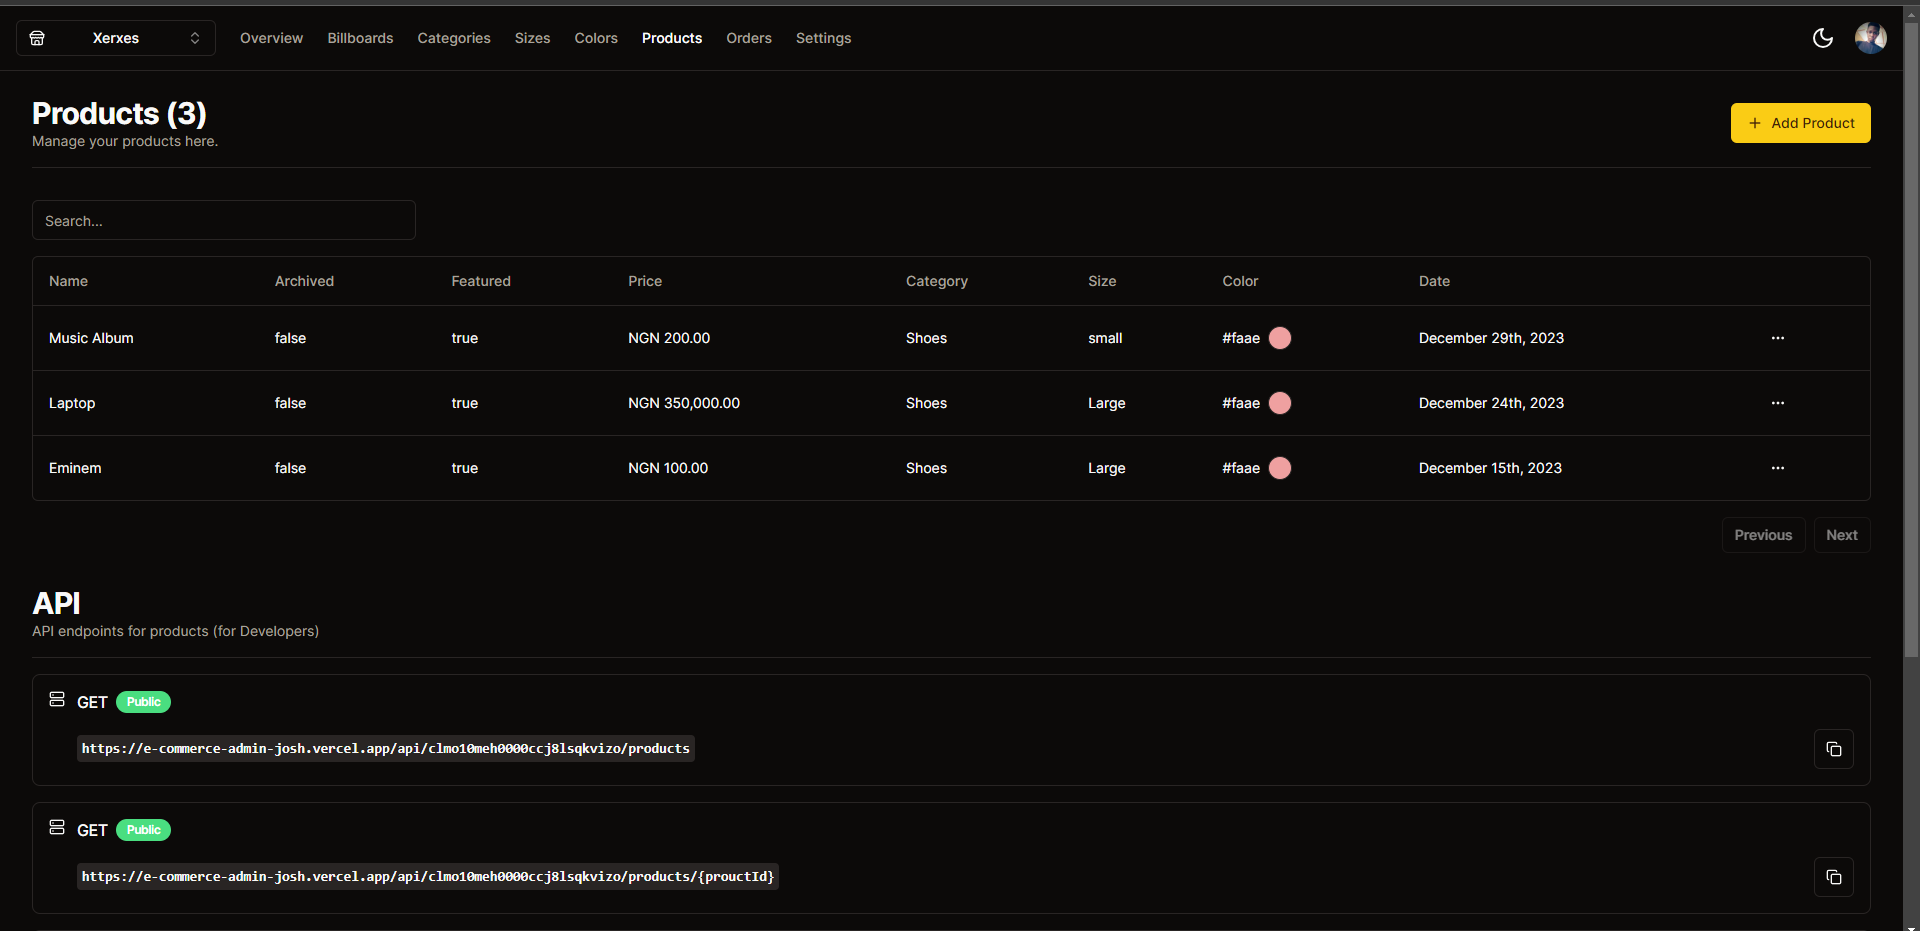 Xerxes Overview Billboards Categories Sizes Colors Products Orders Settings
Products (3)
Manage your products here.
+ Add Product
Search...
Name Archived Featured Price Category Size Color Date
Music Album false true NGN 200.00 Shoes small #faae December 29th, 2023 ...
Laptop false true NGN 350,000.00 Shoes Large #faae December 24th, 2023 ...
Eminem false true NGN 100.00 Shoes Large #faae December 15th, 2023 ...
Previous Next
API
API endpoints for products (for Developers)
GET Public
https://e-commerce-admin-josh.vercel.app/api/clmo10meh0000ccj8lsqkvizo/products
GET Public
https://e-commerce-admin-josh.vercel.app/api/clmo10meh0000ccj8lsqkvizo/products/{prouctId}